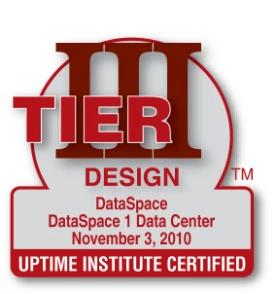 III
TIER
DESIGN
TM
DataSpace
DataSpace 1 Data Center
November 3, 2010
UPTIME INSTITUTE CERTIFIED